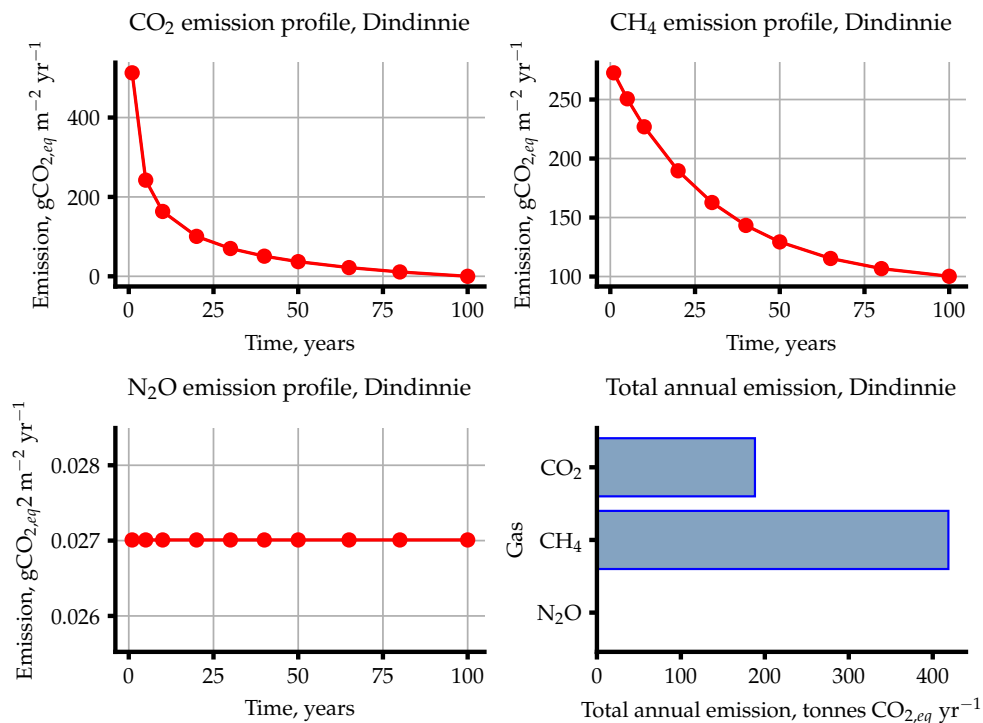 CO₂ emission profile, Dindinnie
Emission, gCO₂,eq m⁻² yr⁻¹
400
200
0
0 25 50 75 100
Time, years
CH₄ emission profile, Dindinnie
Emission, gCO₂,eq m⁻² yr⁻¹
250
200
150
100
0 25 50 75 100
Time, years
N₂O emission profile, Dindinnie
Emission, gCO₂,eq2 m⁻² yr⁻¹
0.028
0.027
0.026
0 25 50 75 100
Time, years
Total annual emission, Dindinnie
Gas
CO₂
CH₄
N₂O
0 100 200 300 400
Total annual emission, tonnes CO₂,eq yr⁻¹